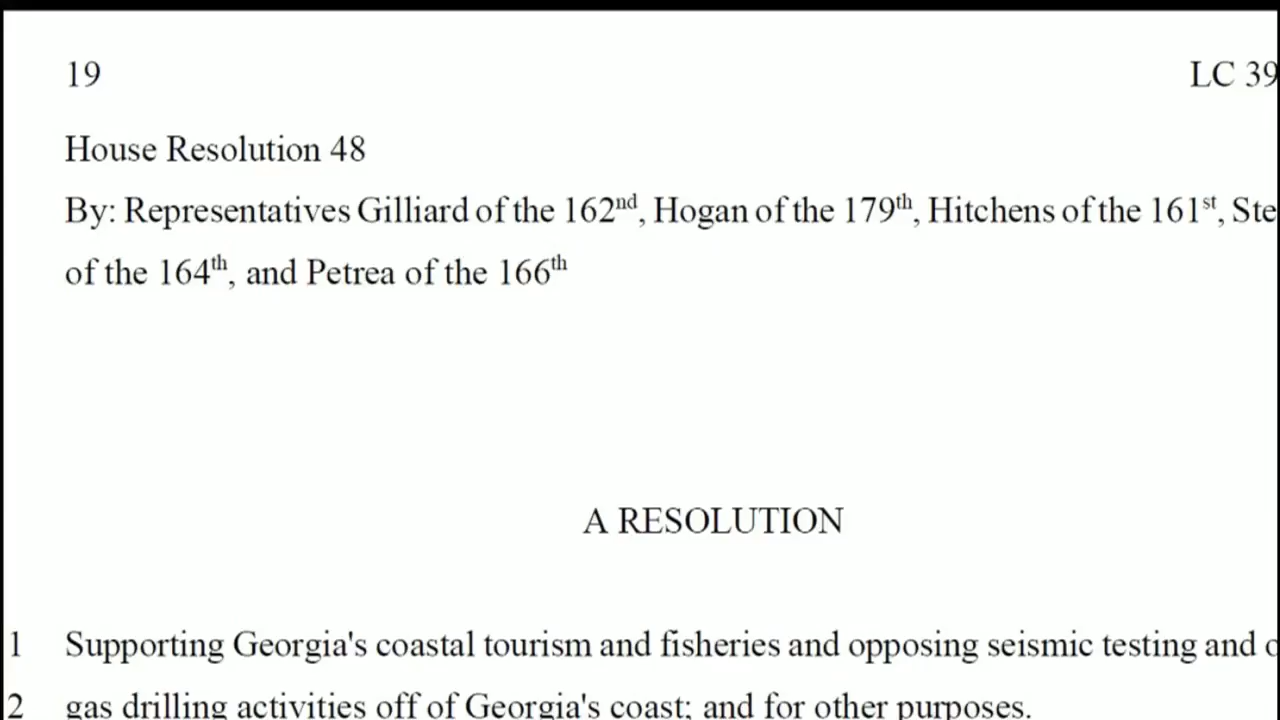 19 LC 39
House Resolution 48
By: Representatives Gilliard of the 162nd, Hogan of the 179th, Hitchens of the 161st, Ste
of the 164th, and Petrea of the 166th
A RESOLUTION
1 Supporting Georgia's coastal tourism and fisheries and opposing seismic testing and
2 gas drilling activities off of Georgia's coast; and for other purposes.